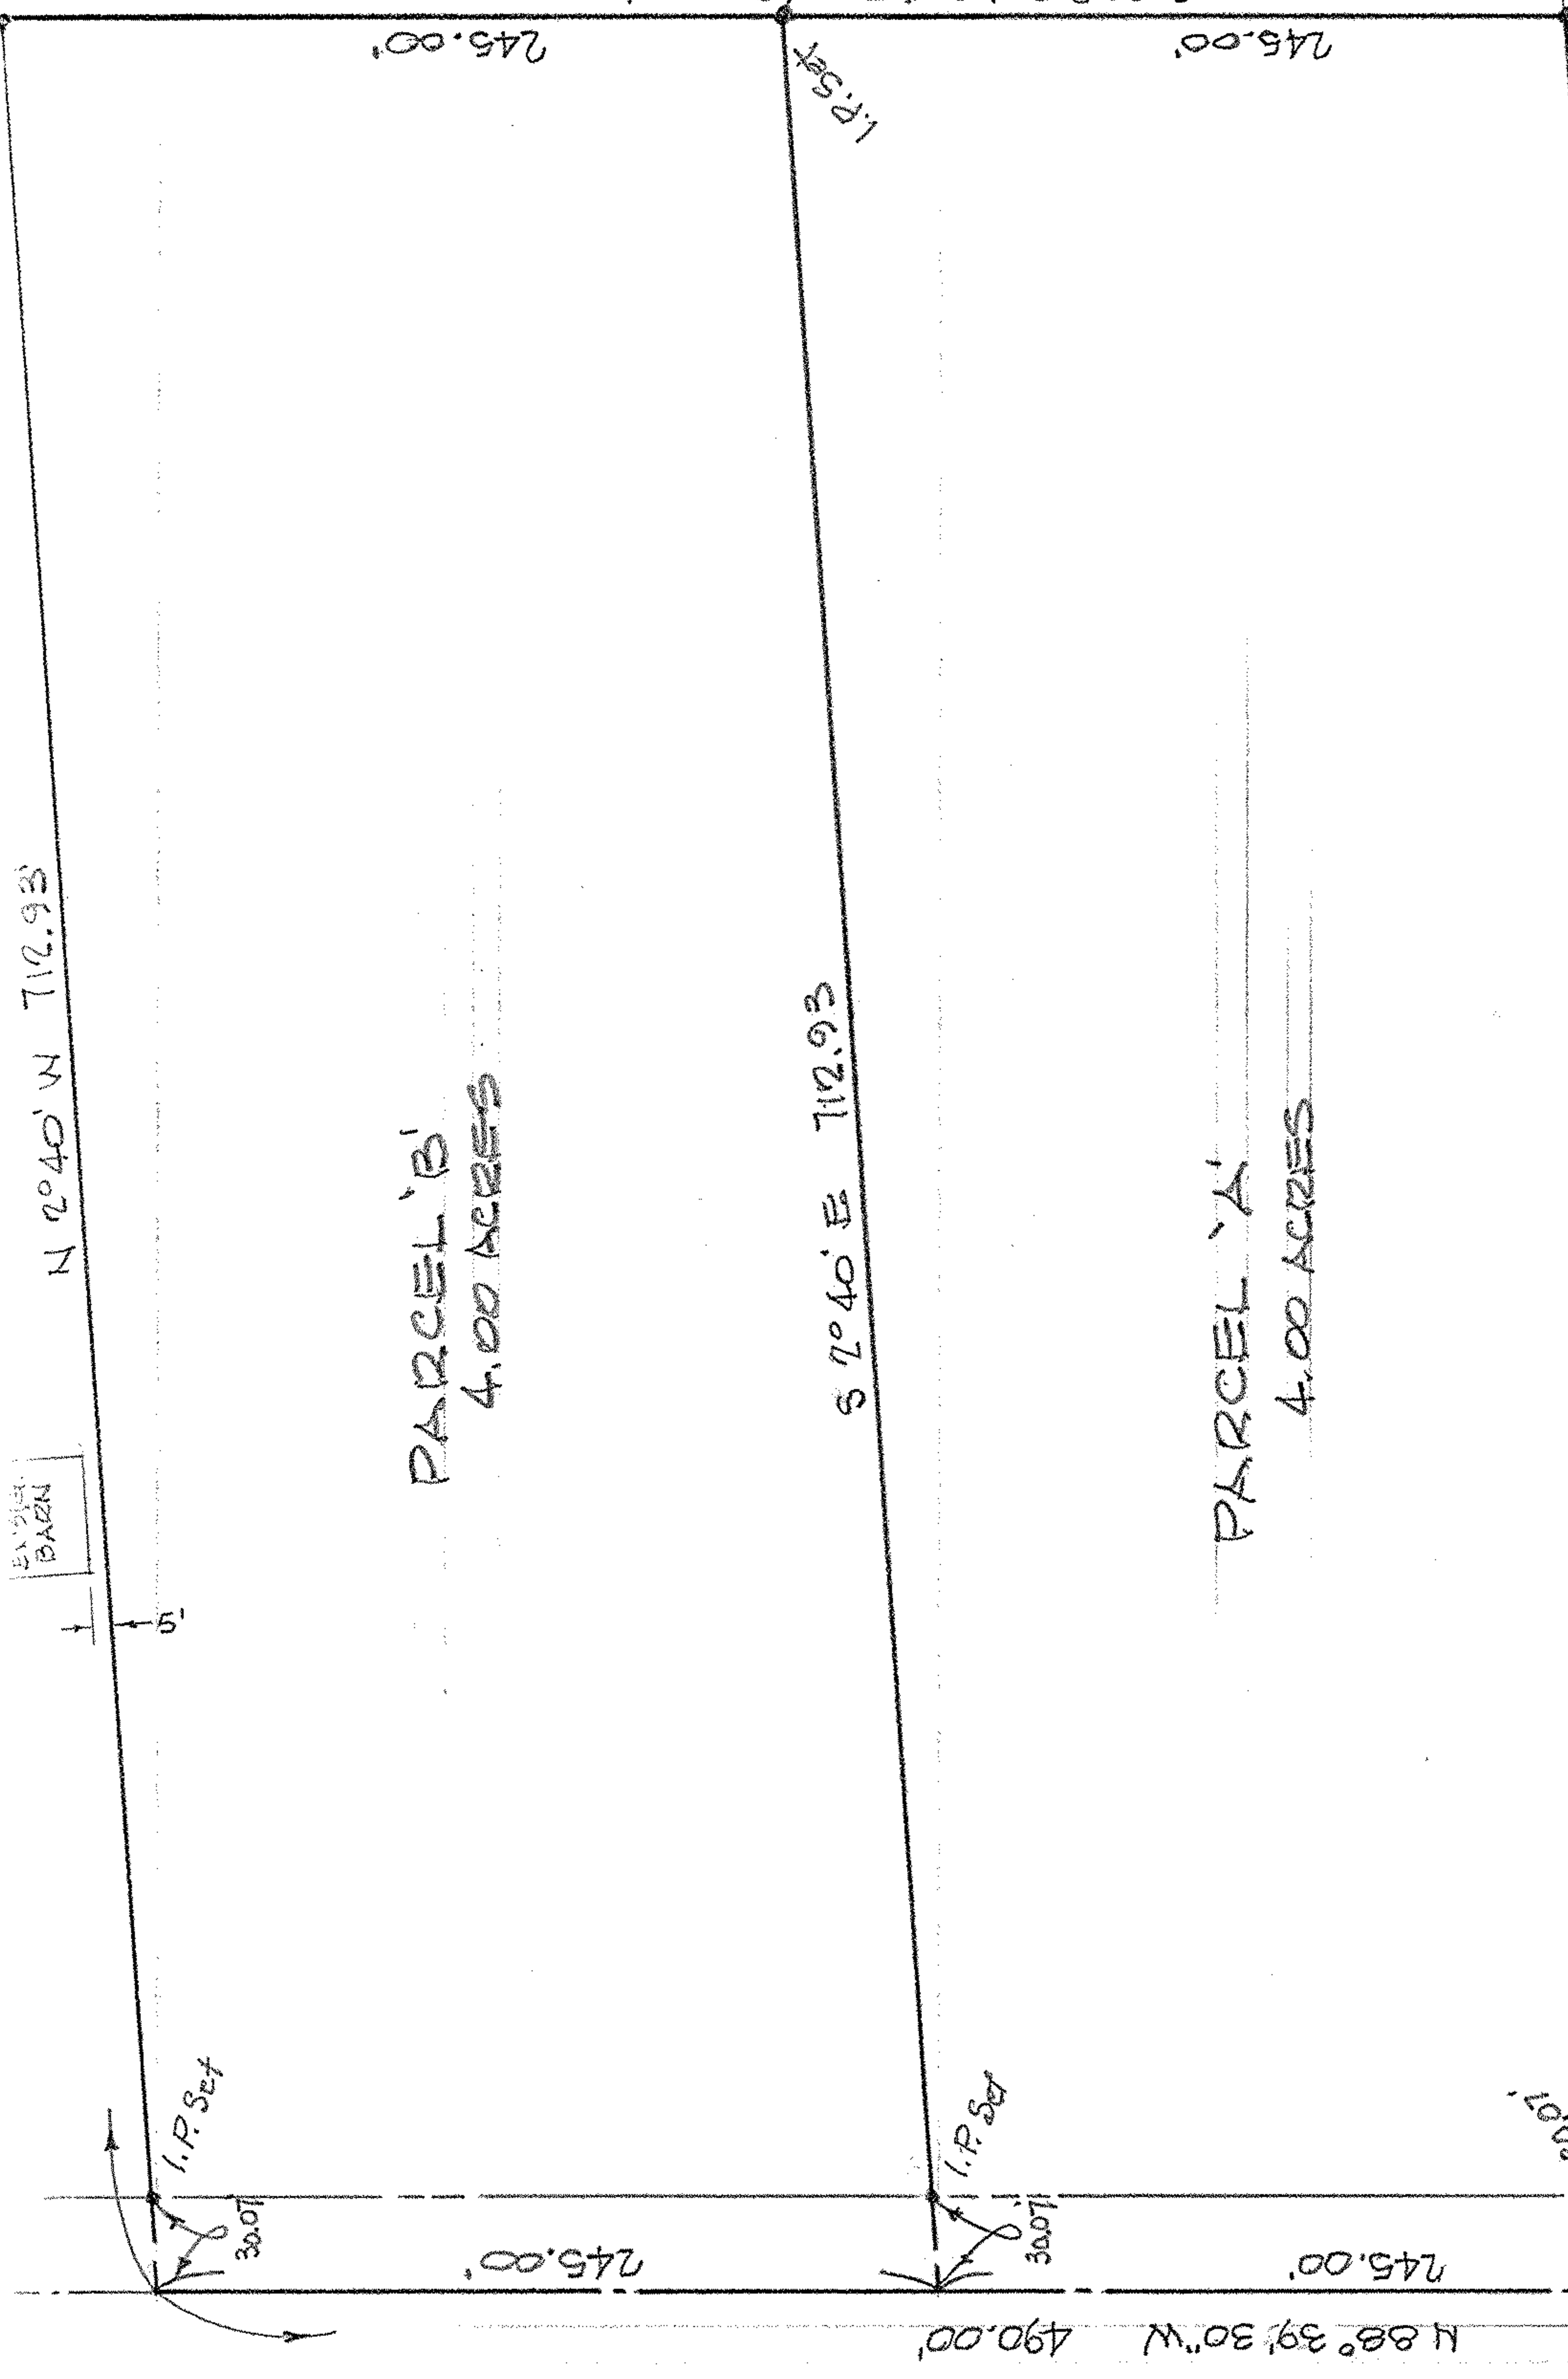 245.00'
245.00'
I.P. Set
N 2° 40' W 712.93'
BARN
5'
PARCEL 'B'
4.00 ACRES
S 2° 40' E 712.93
PARCEL 'A'
4.00 ACRES
I.P. Set
30.07'
I.P. Set
30.07'
245.00'
245.00'
N 88° 39' 30" W 490.00'